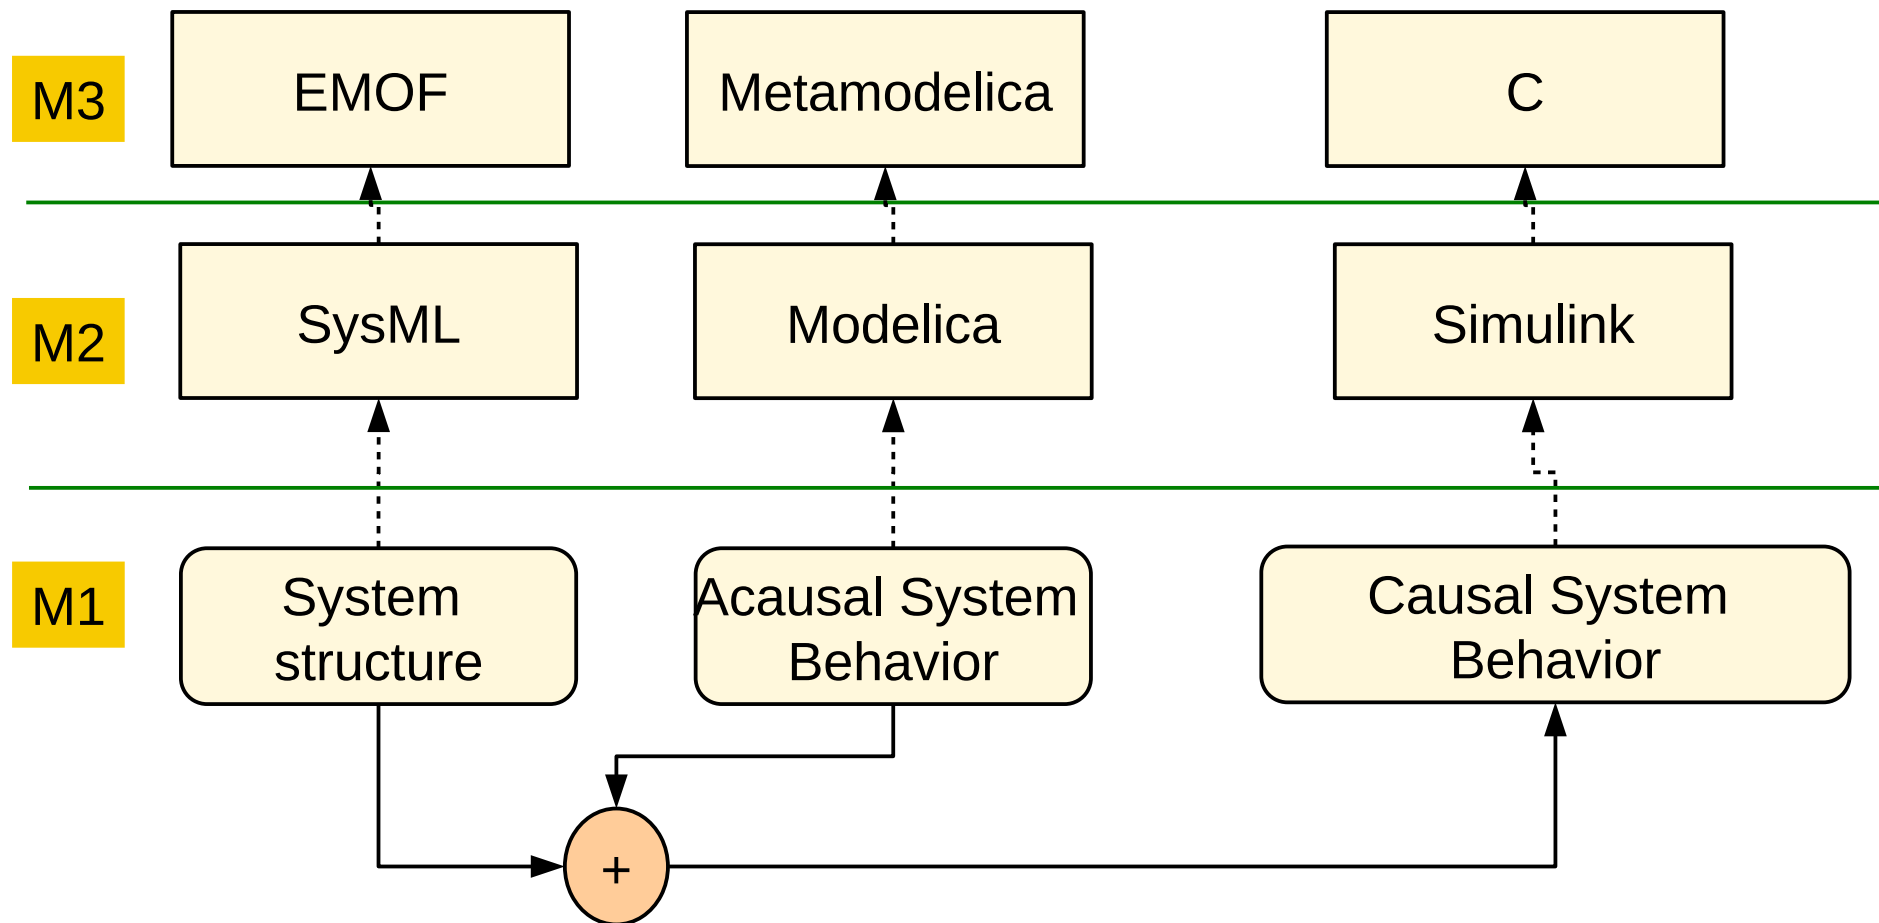 M3
EMOF
Metamodelica
C
M2
SysML
Modelica
Simulink
M1
System
structure
Acausal System
Behavior
Causal System
Behavior
+